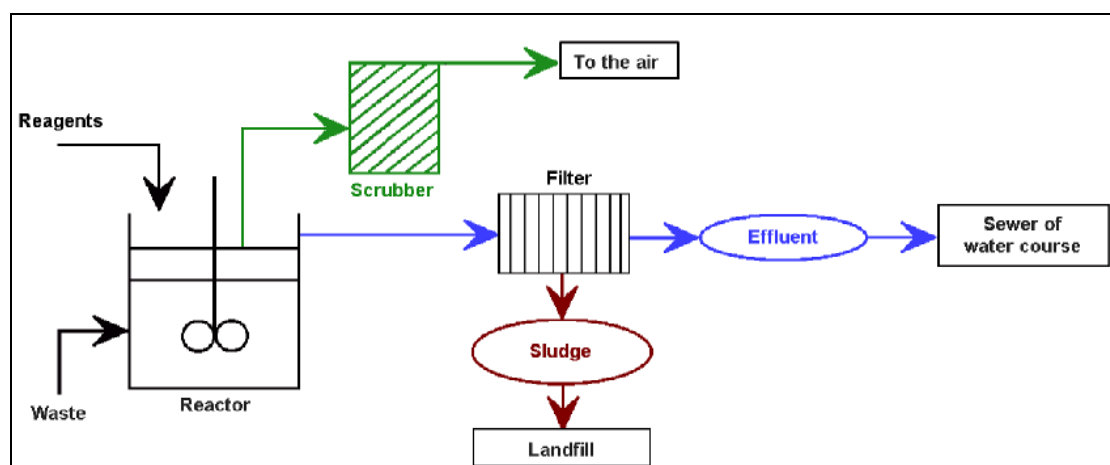 To the air
Reagents
Scrubber
Filter
Effluent
Sewer of
water course
Sludge
Reactor
Waste
Landfill